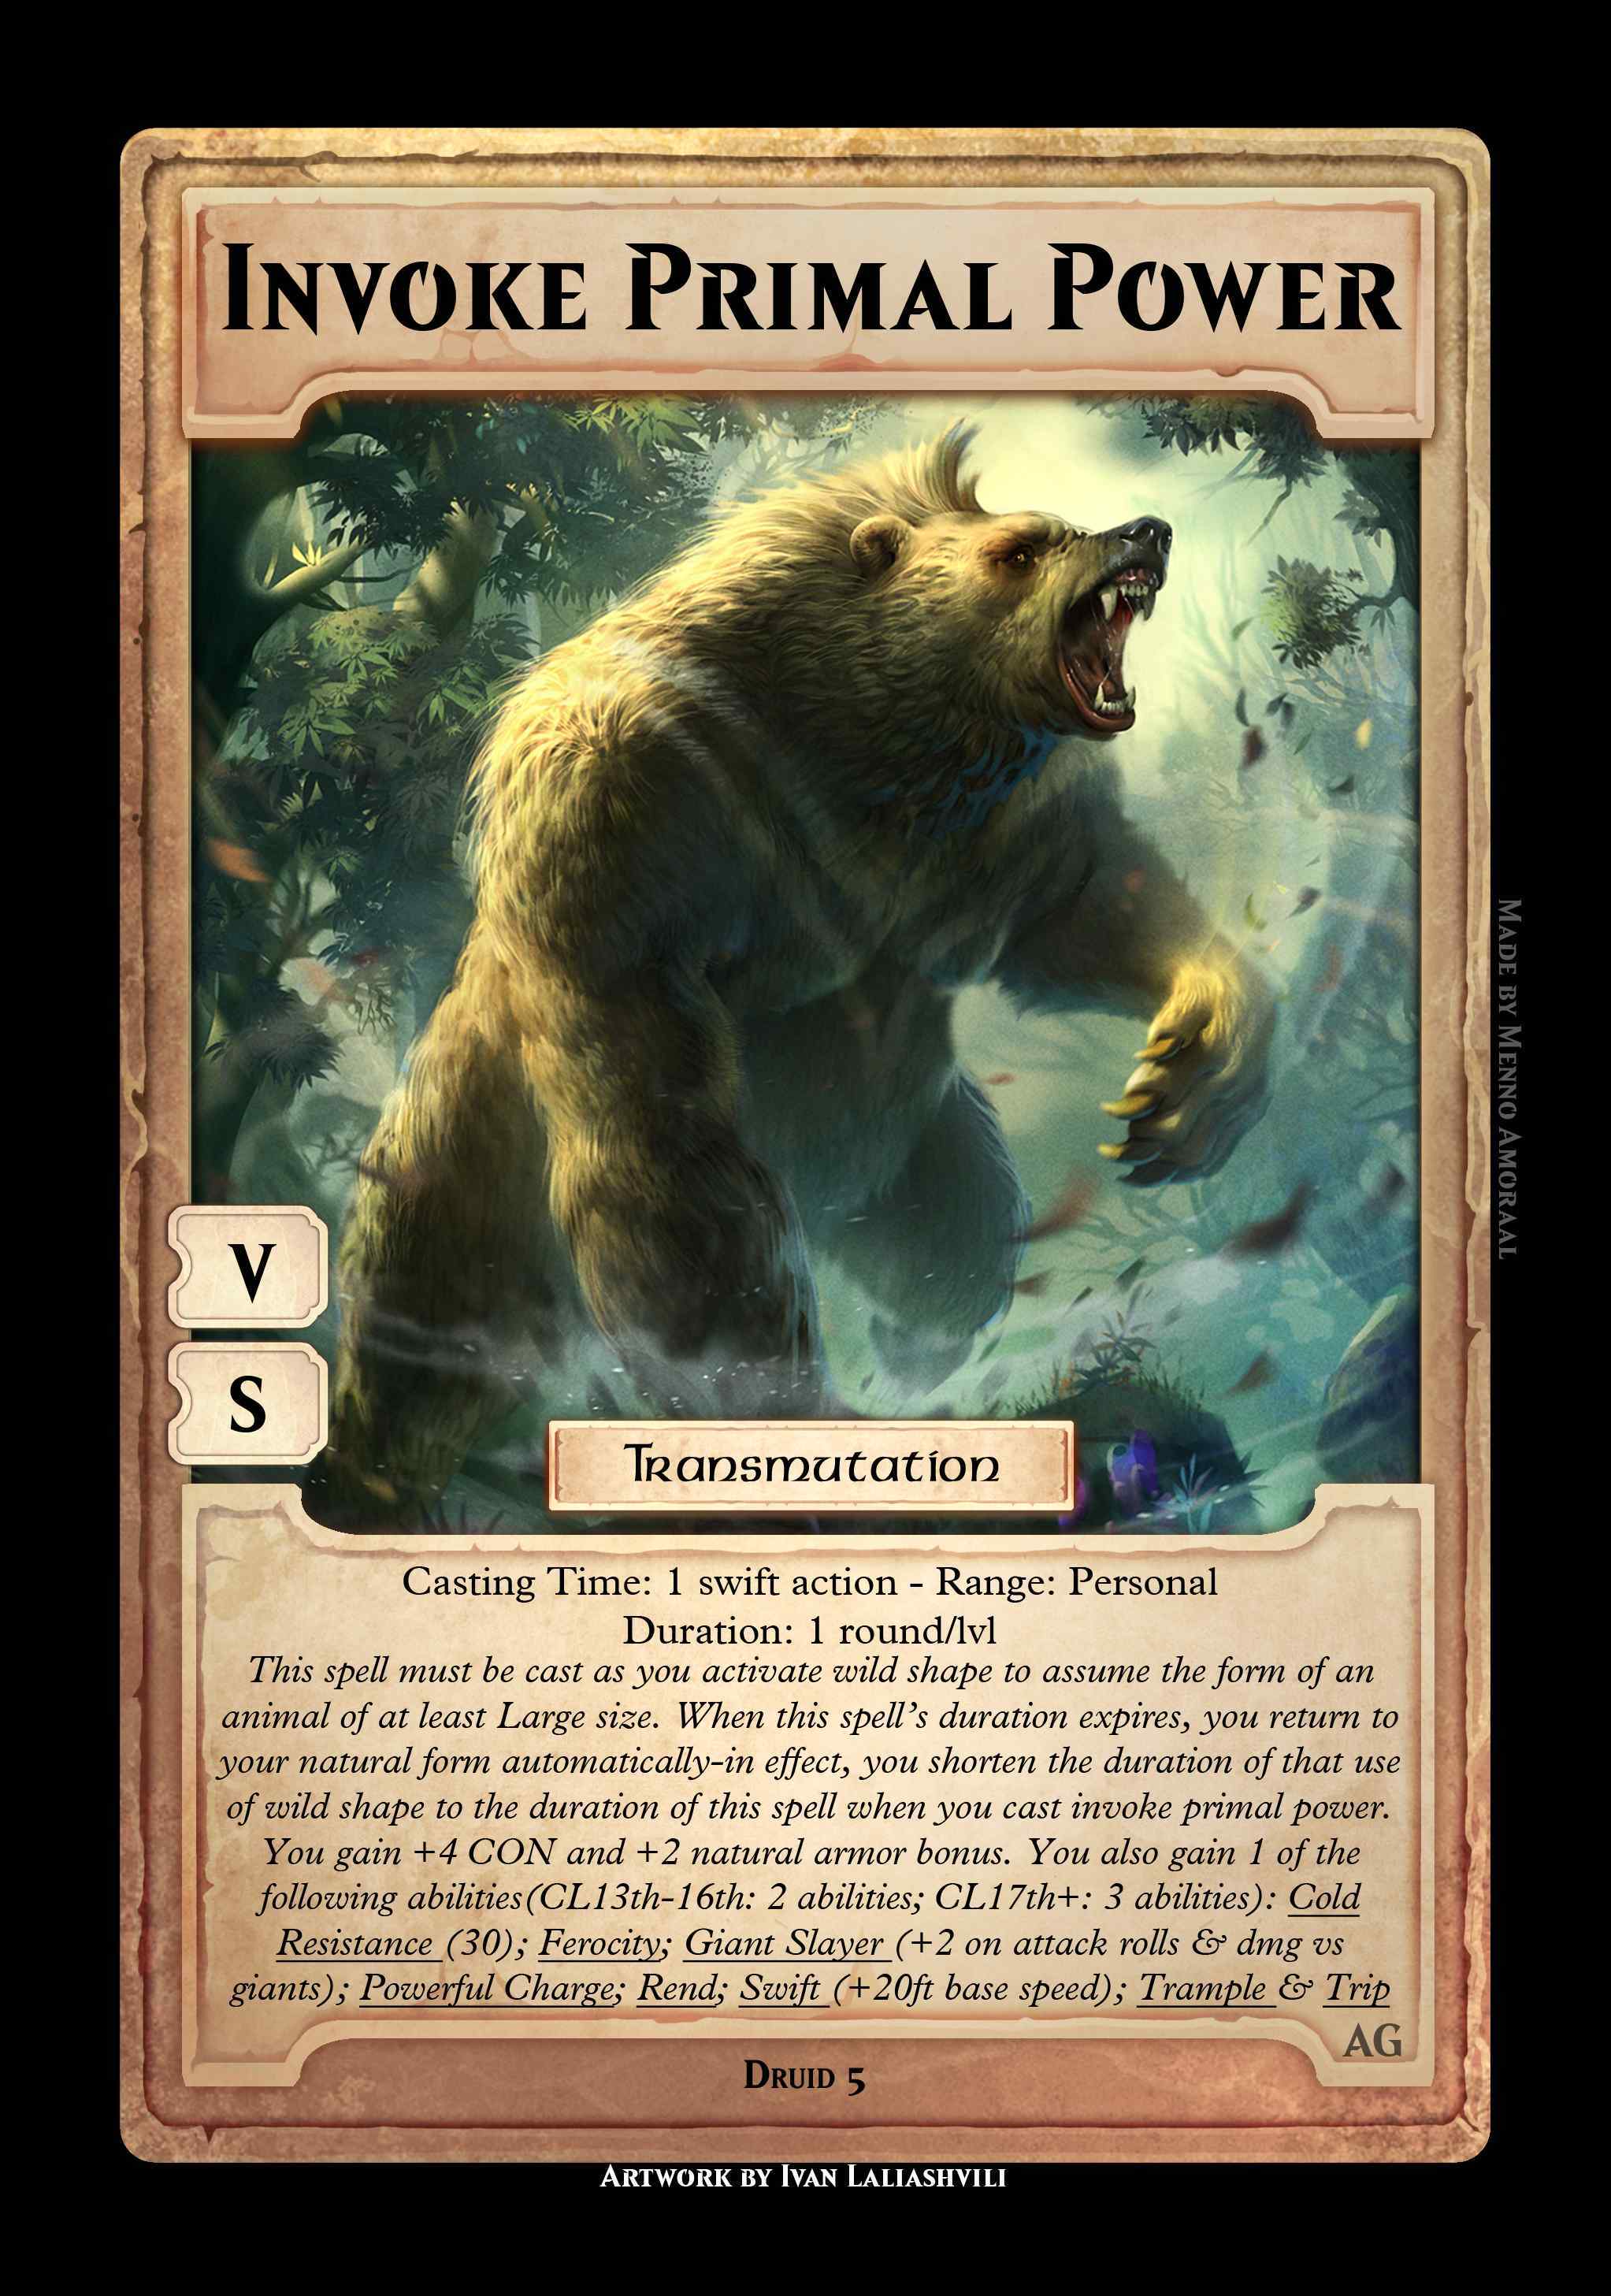 Invoke Primal Power
V
S
Transmutation
Casting Time: 1 swift action - Range: Personal
Duration: 1 round/lvl
This spell must be cast as you activate wild shape to assume the form of an
animal of at least Large size. When this spell's duration expires, you return to
your natural form automatically-in effect, you shorten the duration of that use
of wild shape to the duration of this spell when you cast invoke primal power.
You gain +4 CON and +2 natural armor bonus. You also gain 1 of the
following abilities(CL13th-16th: 2 abilities; CL17th+: 3 abilities): Cold
Resistance (30); Ferocity; Giant Slayer (+2 on attack rolls & dmg vs
giants); Powerful Charge; Rend; Swift (+20ft base speed); Trample & Trip
AG
Druid 5
Artwork by Ivan Laliashvili
Made by Menno Amoraal